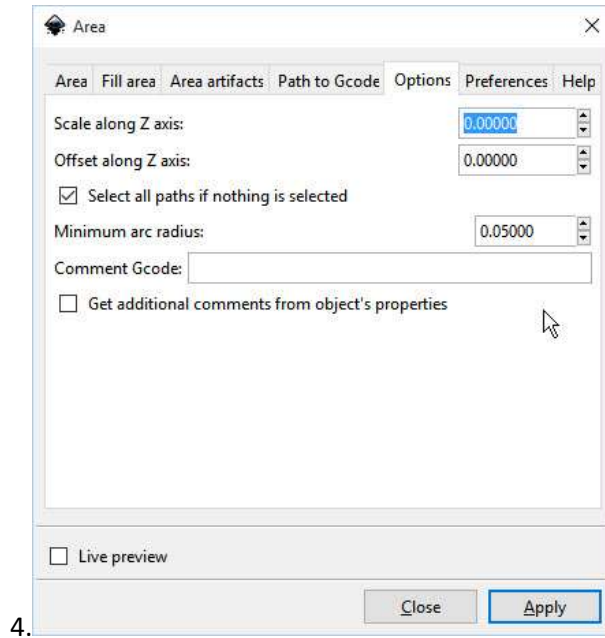 Area
Area Fill area Area artifacts Path to Gcode Options Preferences Help
Scale along Z axis: 0.00000
Offset along Z axis: 0.00000
Select all paths if nothing is selected
Minimum arc radius: 0.05000
Comment Gcode:
Get additional comments from object's properties
Live preview
Close Apply
4.